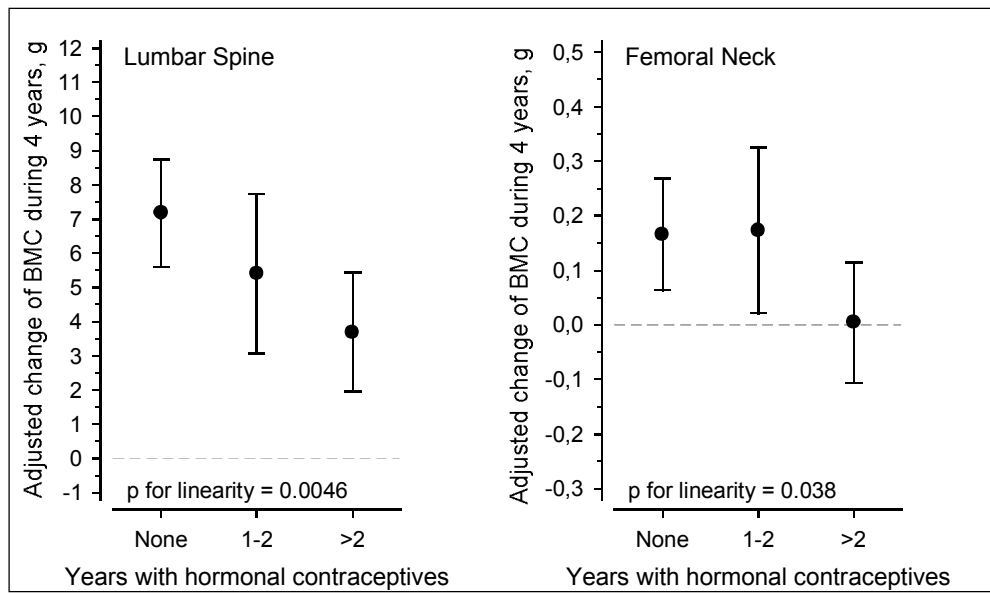 Lumbar Spine
Adjusted change of BMC during 4 years, g
12
11
10
9
8
7
6
5
4
3
2
1
0
-1
p for linearity = 0.0046
None 1-2 >2
Years with hormonal contraceptives
Femoral Neck
Adjusted change of BMC during 4 years, g
0,5
0,4
0,3
0,2
0,1
0,0
-0,1
-0,2
-0,3
p for linearity = 0.038
None 1-2 >2
Years with hormonal contraceptives